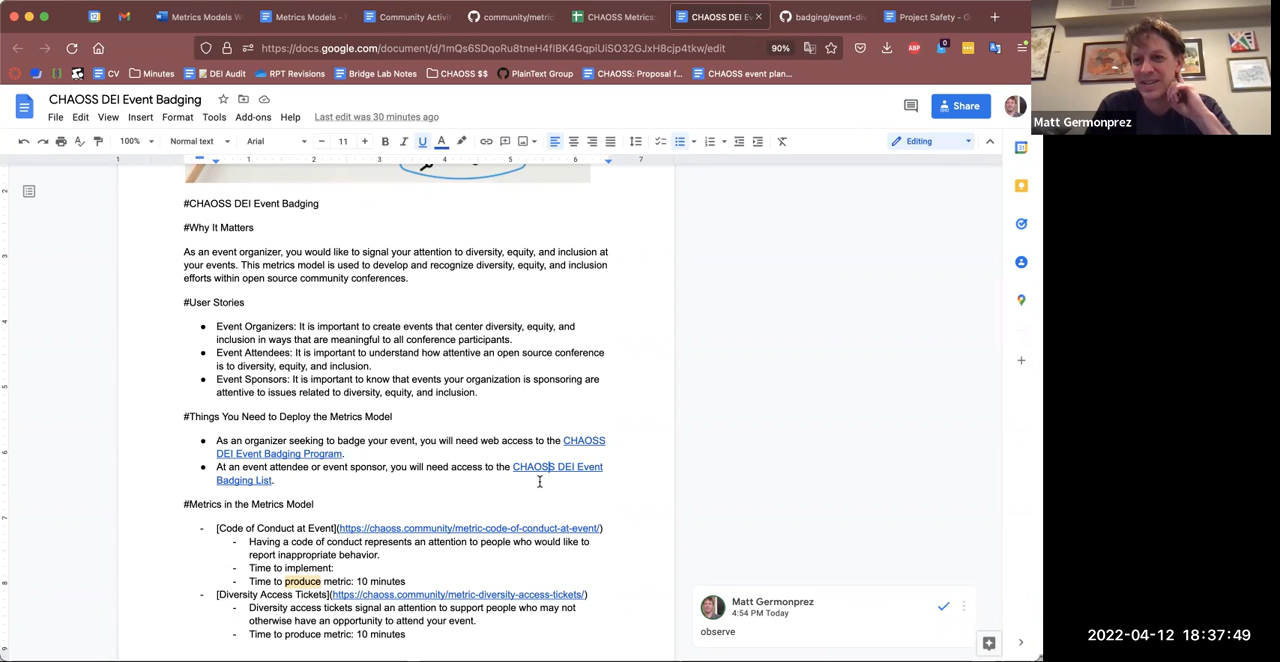 Metrics Models W
Metrics Models –
Community Activi
community/metric
CHAOSS Metrics:
CHAOSS DEI Ev
badging/event-div
Project Safety - G
https://docs.google.com/document/d/1mQs6SDqoRu8tneH4flBK4GqpiUiSO32GJxH8cjp4tkw/edit
90%
ABP
0
CV
Minutes
DEI Audit
RPT Revisions
Bridge Lab Notes
CHAOSS $$
PlainText Group
CHAOSS: Proposal f...
CHAOSS event plan...
CHAOSS DEI Event Badging
File Edit View Insert Format Tools Add-ons Help Last edit was 30 minutes ago
Share
100% Normal text Arial 11 B I U A Editing
1 1 2 3 4 5 6 7
#CHAOSS DEI Event Badging
#Why It Matters
As an event organizer, you would like to signal your attention to diversity, equity, and inclusion at
your events. This metrics model is used to develop and recognize diversity, equity, and inclusion
efforts within open source community conferences.
#User Stories
● Event Organizers: It is important to create events that center diversity, equity, and
inclusion in ways that are meaningful to all conference participants.
● Event Attendees: It is important to understand how attentive an open source conference
is to diversity, equity, and inclusion.
● Event Sponsors: It is important to know that events your organization is sponsoring are
attentive to issues related to diversity, equity, and inclusion.
#Things You Need to Deploy the Metrics Model
● As an organizer seeking to badge your event, you will need web access to the CHAOSS
DEI Event Badging Program.
● At an event attendee or event sponsor, you will need access to the CHAOSS DEI Event
Badging List.
#Metrics in the Metrics Model
- [Code of Conduct at Event](https://chaoss.community/metric-code-of-conduct-at-event/)
- Having a code of conduct represents an attention to people who would like to
report inappropriate behavior.
- Time to implement:
- Time to produce metric: 10 minutes
- [Diversity Access Tickets](https://chaoss.community/metric-diversity-access-tickets/)
- Diversity access tickets signal an attention to support people who may not
otherwise have an opportunity to attend your event.
- Time to produce metric: 10 minutes
Matt Germonprez
4:54 PM Today
observe
Matt Germonprez
2022-04-12 18:37:49